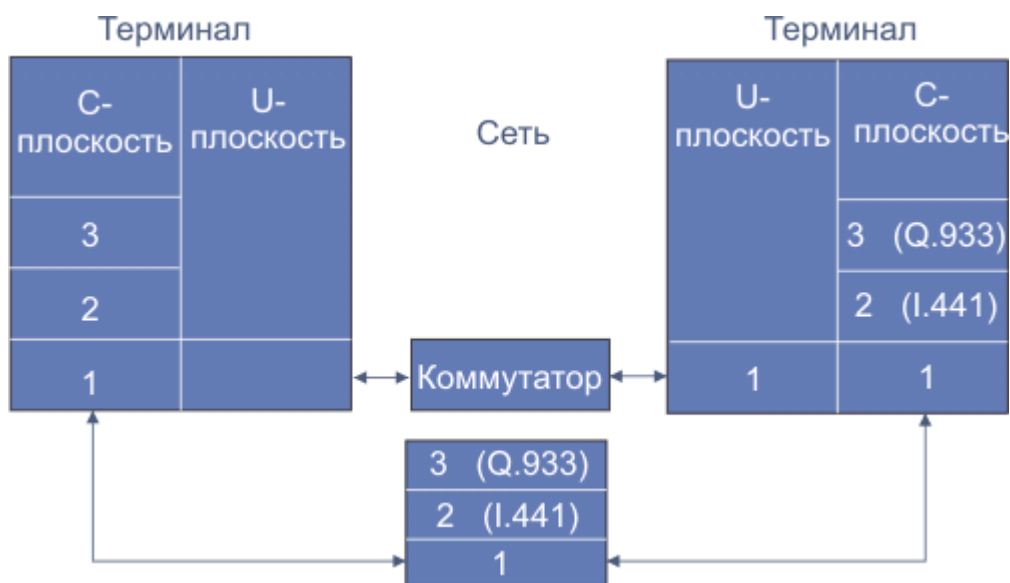 Терминал
Терминал
C-
плоскость
U-
плоскость
Сеть
U-
плоскость
C-
плоскость
3
3 (Q.933)
2
2 (I.441)
1
Коммутатор
1
1
3 (Q.933)
2 (I.441)
1